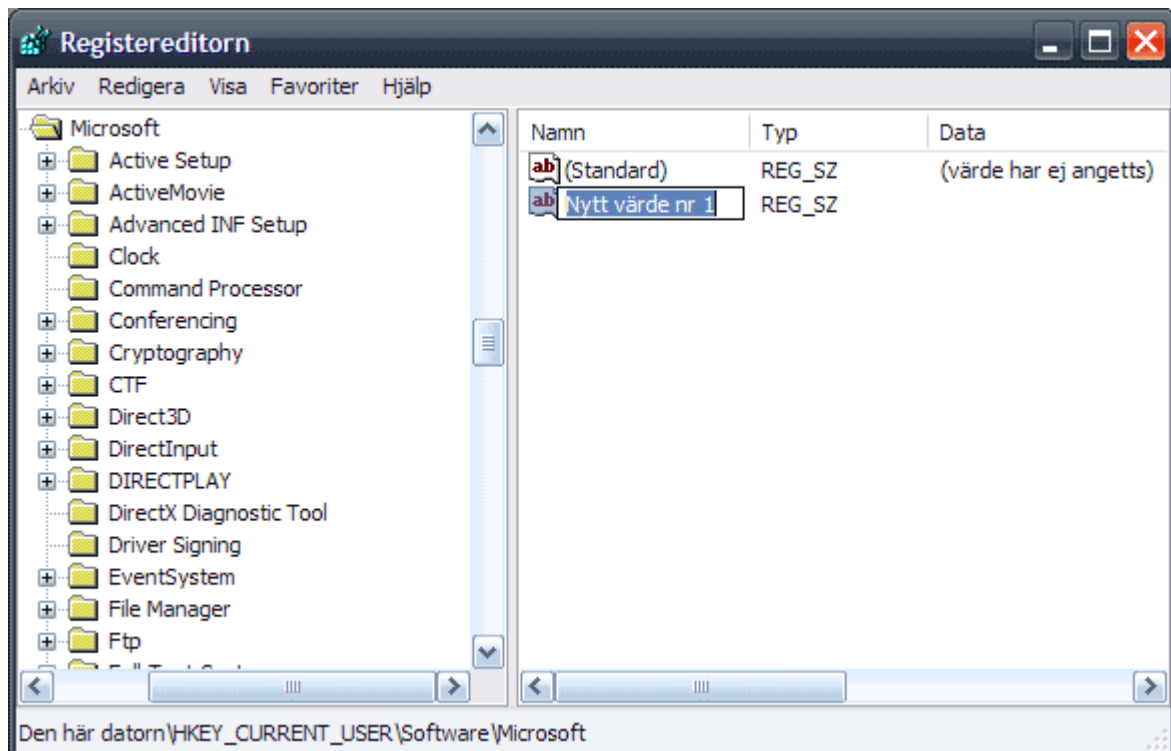 Registereditorn
Arkiv Redigera Visa Favoriter Hjälp
Microsoft
Active Setup
ActiveMovie
Advanced INF Setup
Clock
Command Processor
Conferencing
Cryptography
CTF
Direct3D
DirectInput
DIRECTPLAY
DirectX Diagnostic Tool
Driver Signing
EventSystem
File Manager
Ftp
Namn Typ Data
(Standard) REG_SZ (värde har ej angetts)
Nytt värde nr 1 REG_SZ
Den här datorn\HKEY_CURRENT_USER\Software\Microsoft